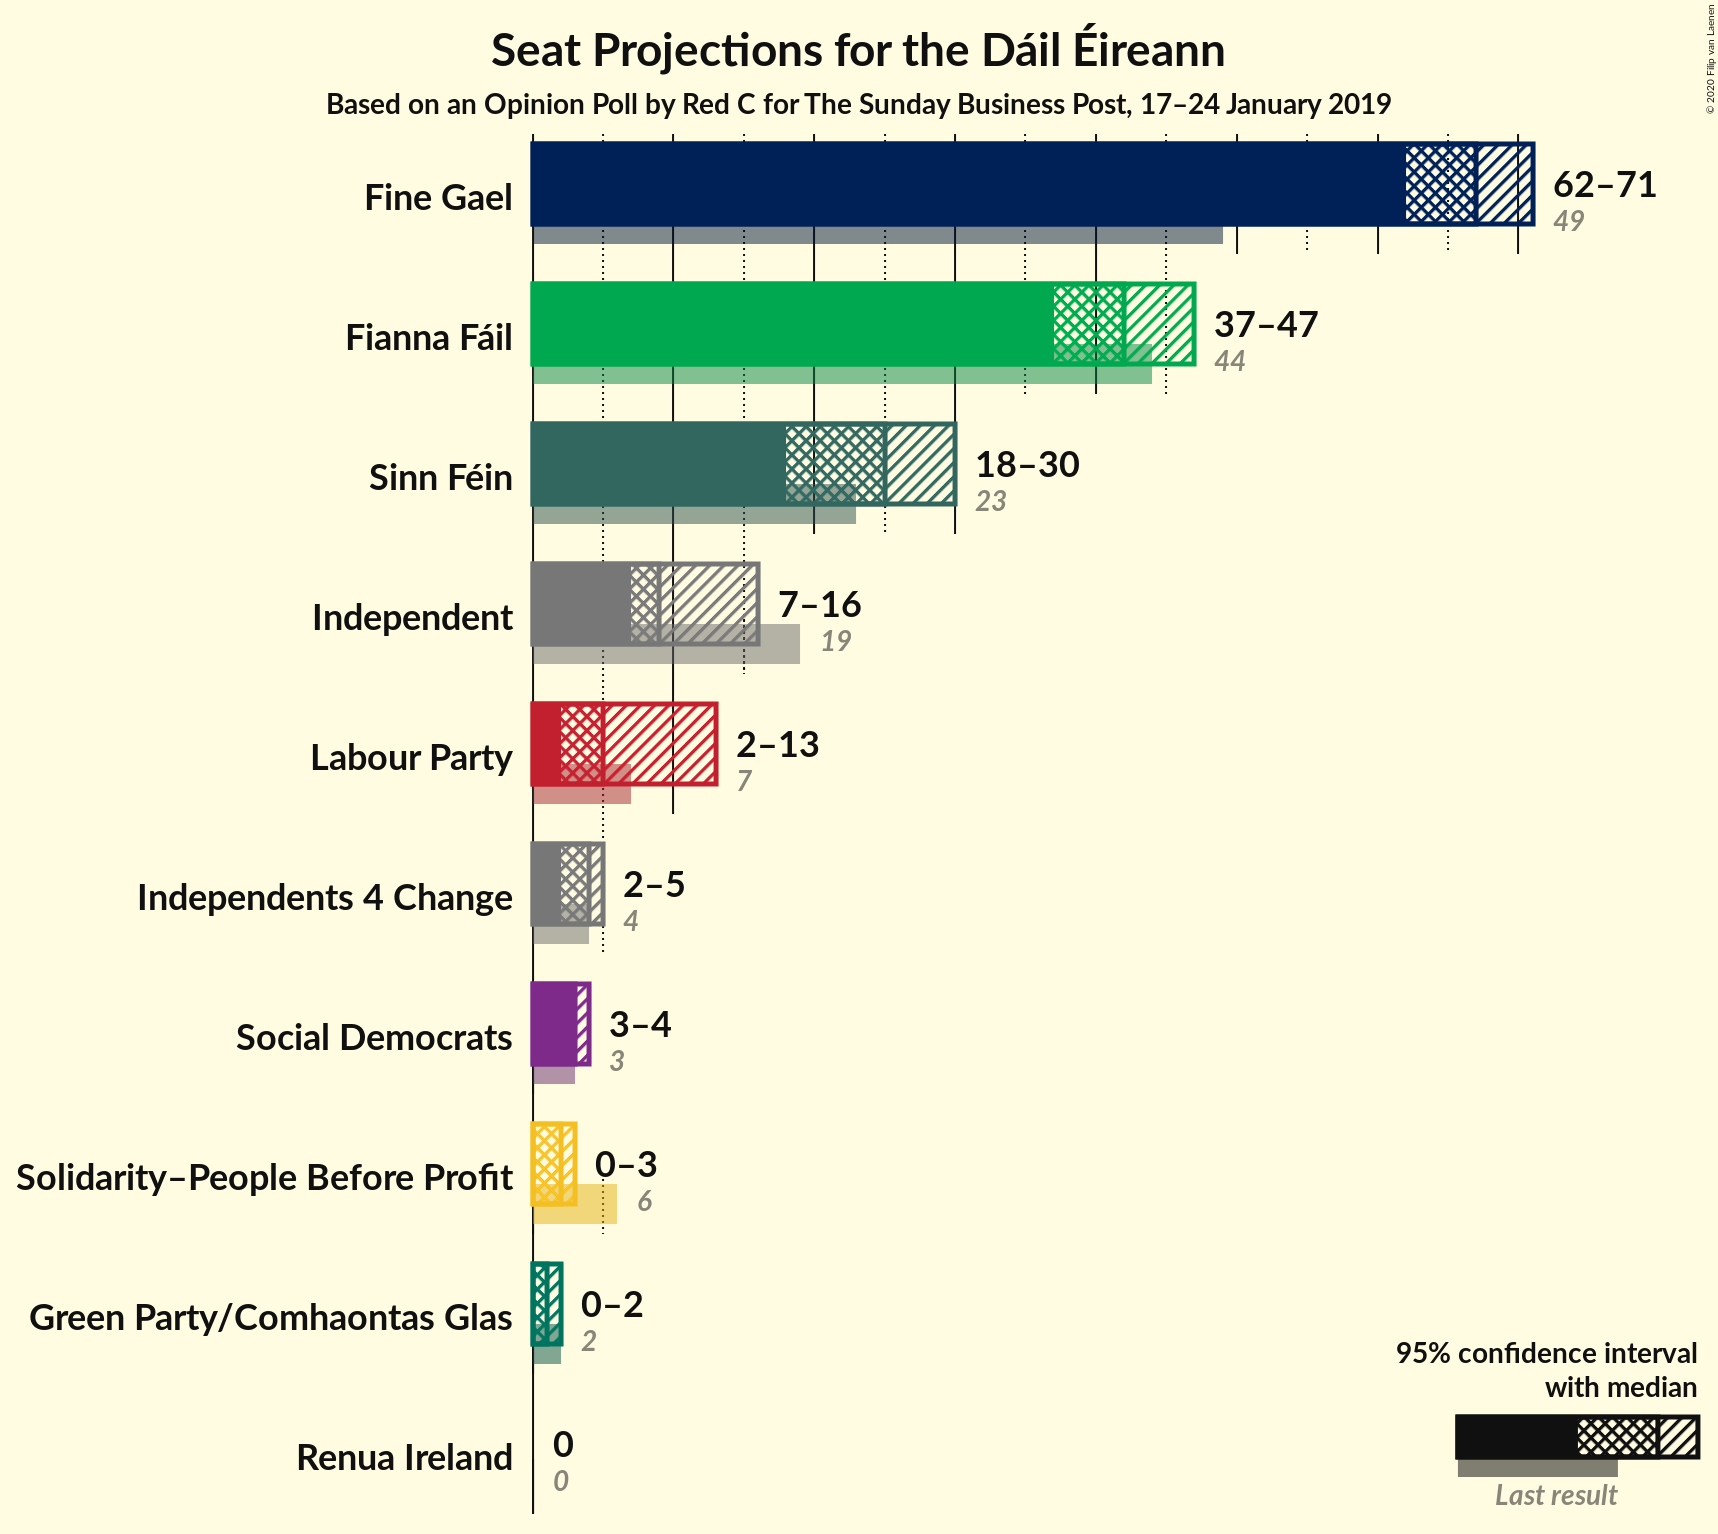 Seat Projections for the Dáil Éireann
Based on an Opinion Poll by Red C for The Sunday Business Post, 17–24 January 2019
© 2020 Filip van Laenen
Fine Gael
62–71
49
Fianna Fáil
37–47
44
Sinn Féin
18–30
23
Independent
7–16
19
Labour Party
2–13
7
Independents 4 Change
2–5
4
Social Democrats
3–4
3
Solidarity–People Before Profit
0–3
6
Green Party/Comhaontas Glas
0–2
2
Renua Ireland
0
0
95% confidence interval
with median
Last result